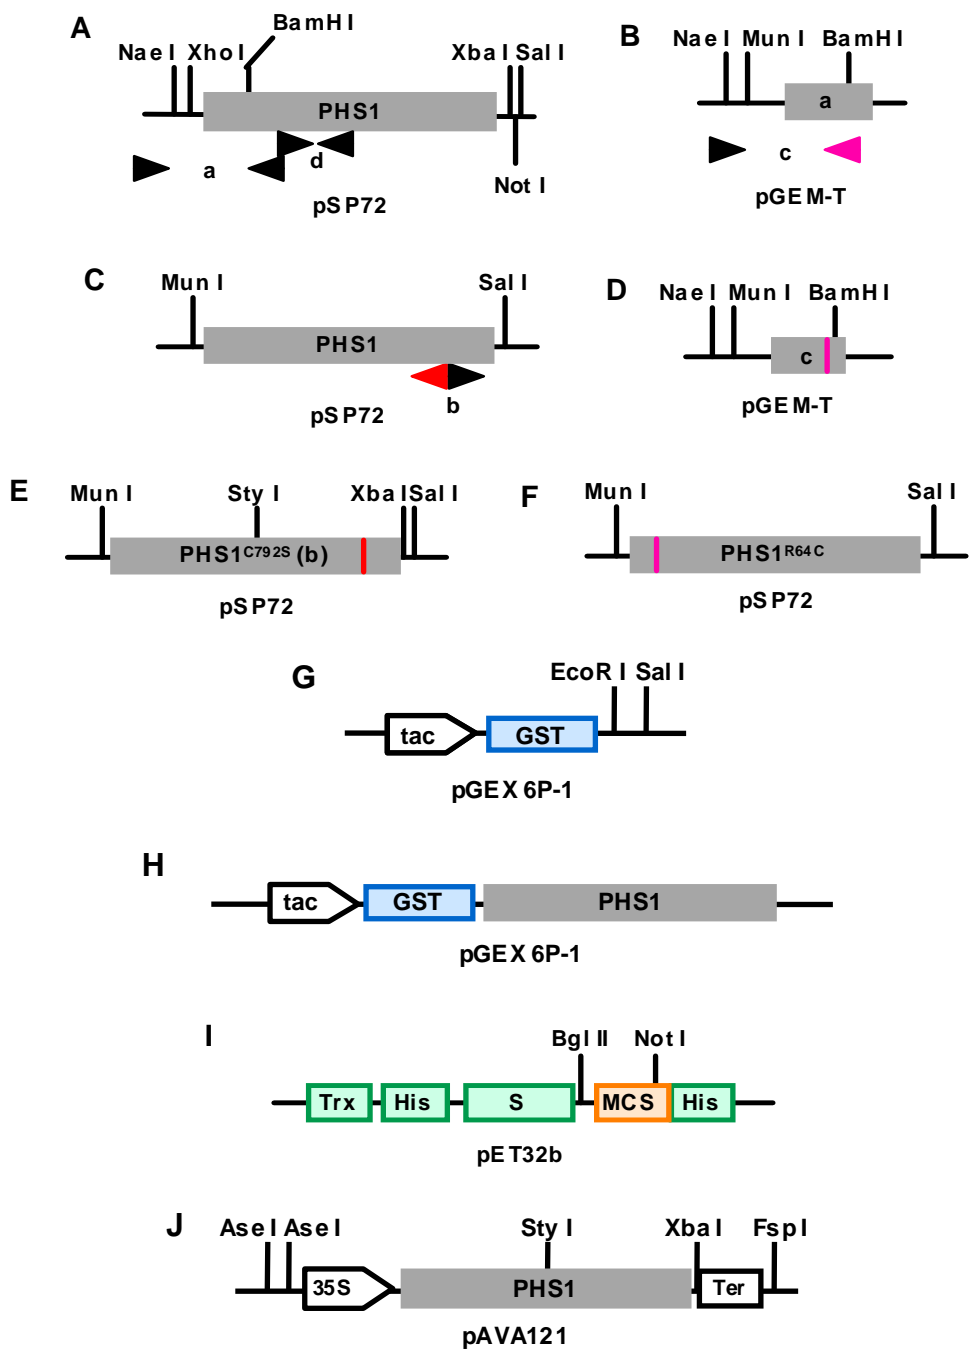 A
BamH I
Nae I Xho I
Xba I Sal I
PHS1
a
d
Not I
pSP72
B
Nae I Mun I BamH I
a
c
pGEM-T
C
Mun I
Sal I
PHS1
b
pSP72
D
Nae I Mun I BamH I
c
pGEM-T
E
Mun I Sty I Xba I Sal I
PHS1C792S (b)
pSP72
F
Mun I
Sal I
PHS1R64C
pSP72
G
EcoR I Sal I
tac GST
pGEX 6P-1
H
tac GST PHS1
pGEX 6P-1
I
Bgl II Not I
Trx His S MCS His
pET32b
J
Ase I Ase I Sty I Xba I Fsp I
35S PHS1 Ter
pAVA121